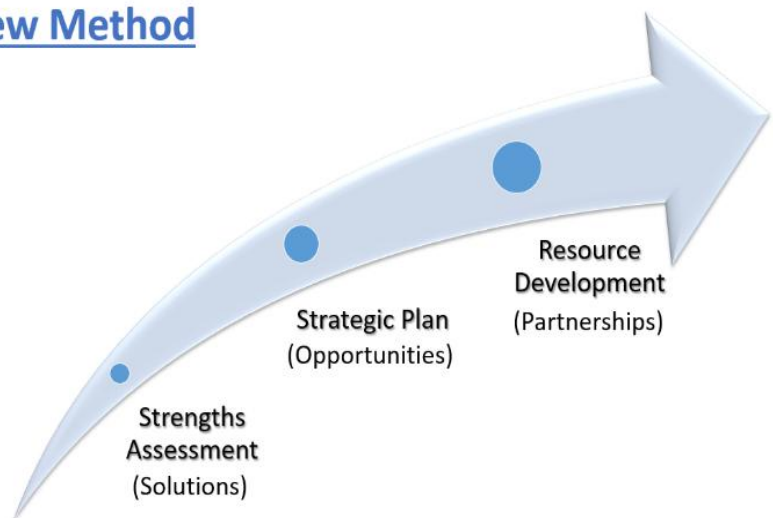 ew Method
Resource
Development
(Partnerships)
Strategic Plan
(Opportunities)
Strengths
Assessment
(Solutions)